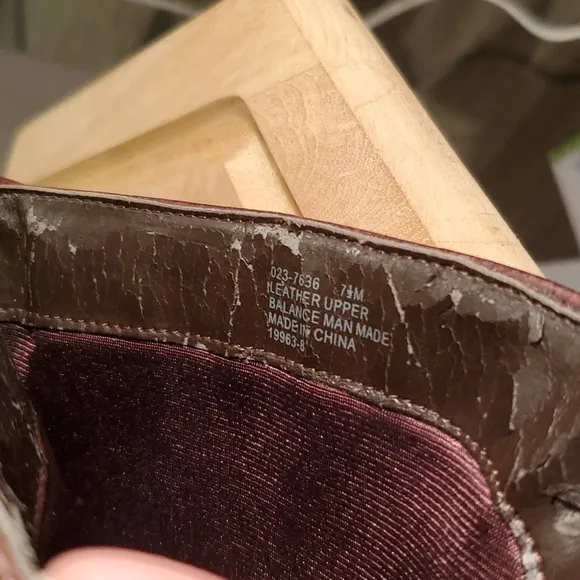 023-7636 7½M
LEATHER UPPER
BALANCE MAN MADE
MADE IN CHINA
19963-8